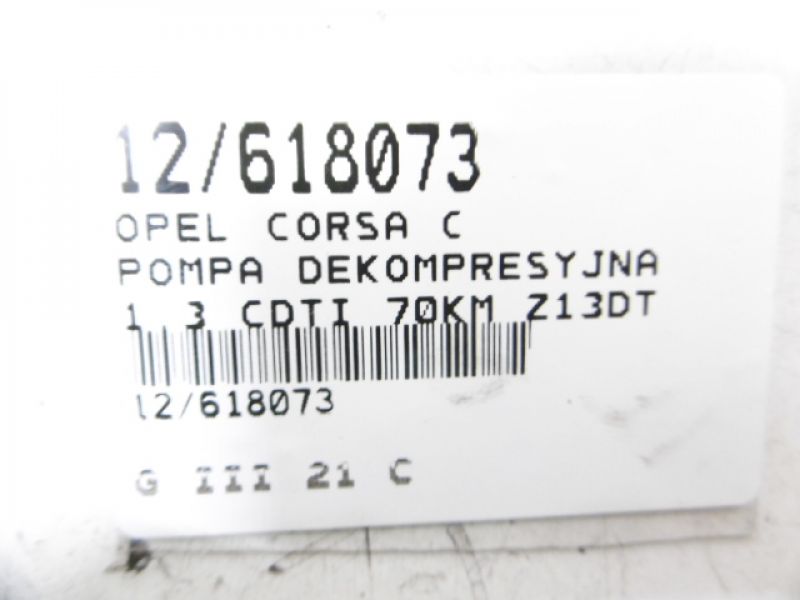 12/618073
OPEL CORSA C
POMPA DEKOMPRESYJNA
1.3 CDTI 70KM Z13DT
12/618073
G III 21 C